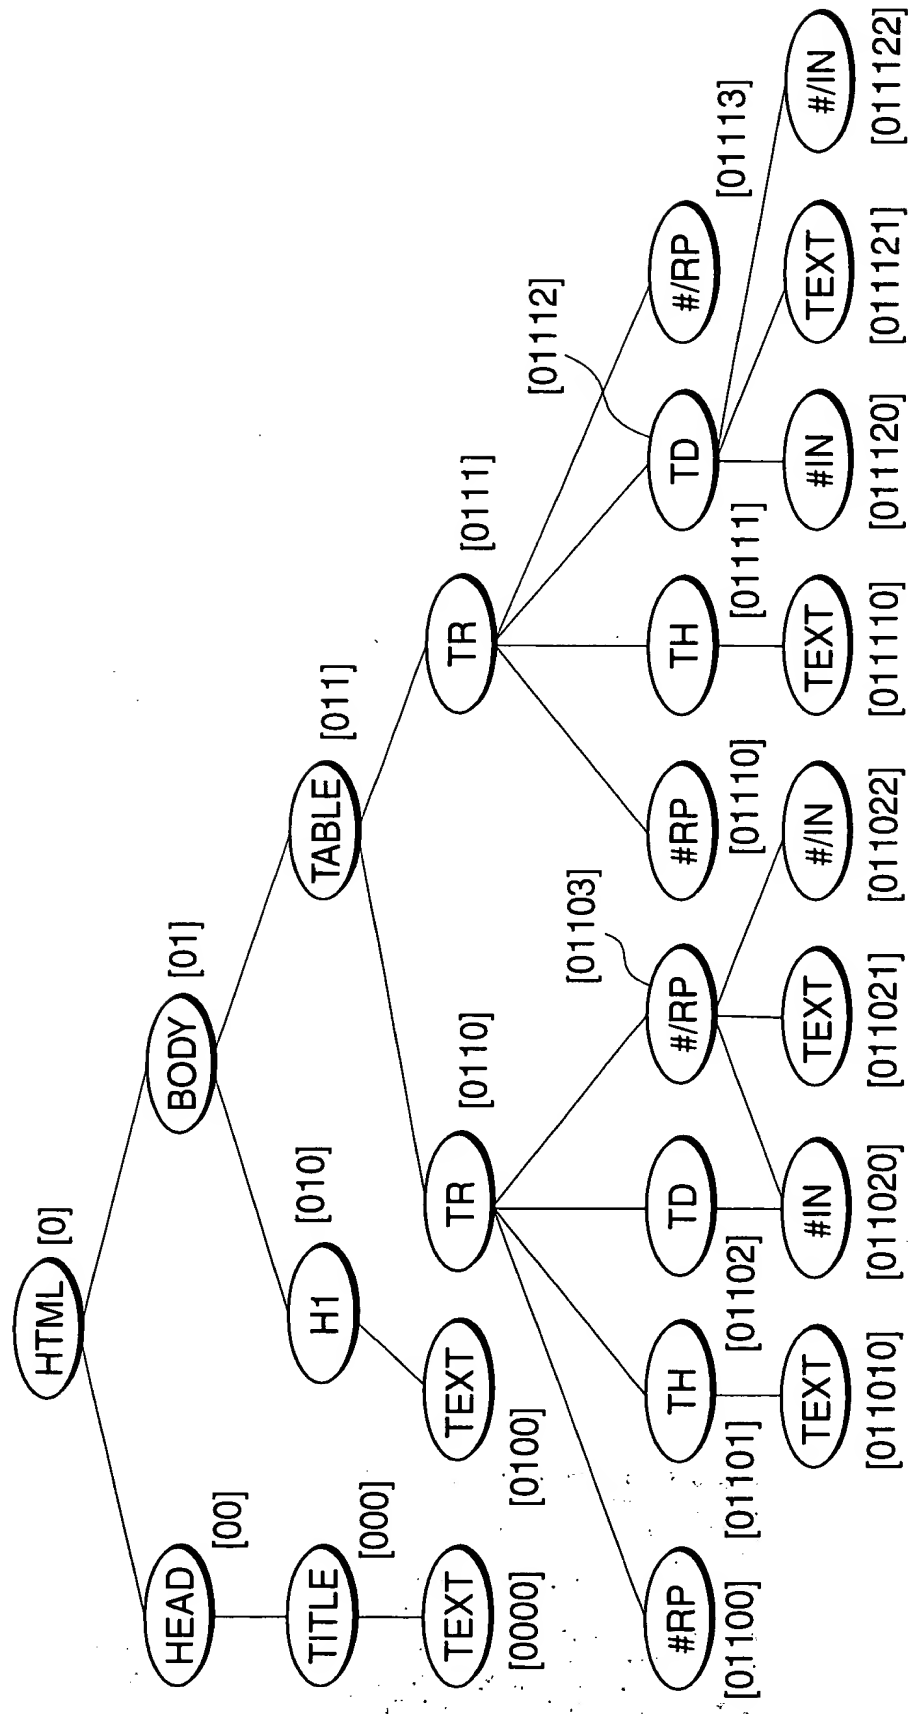 HTML [0]
HEAD BODY [01]
[00]
TITLE H1 [010] TABLE [011]
[000]
TEXT TEXT TR [0110] TR [0111]
[0000] [0100] [01103] [01112]
#RP TH TD #/RP #RP TH TD #/RP
[01100] [01101] [01102] [01110] [01111] [01113]
TEXT #IN TEXT #/IN TEXT #IN TEXT #/IN
[011010] [011020] [011021] [011022] [011110] [011120] [011121] [011122]